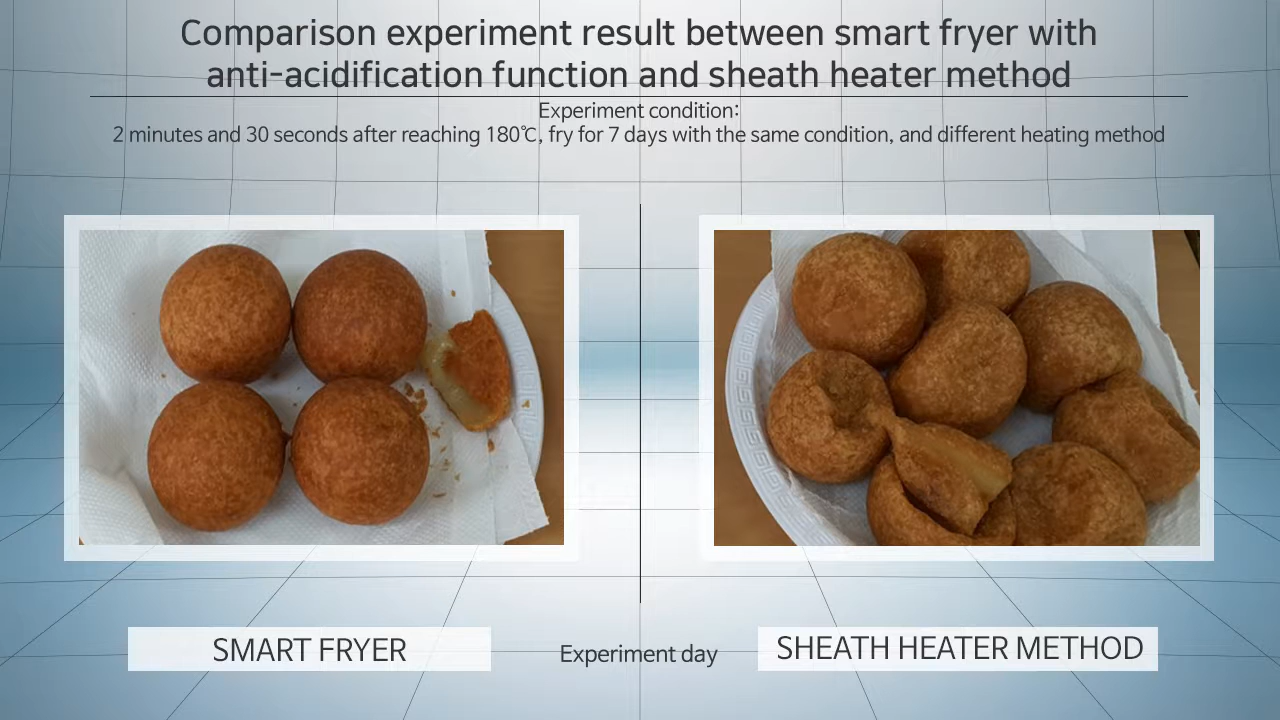 Comparison experiment result between smart fryer with
anti-acidification function and sheath heater method
Experiment condition:
2 minutes and 30 seconds after reaching 180℃, fry for 7 days with the same condition, and different heating method
SMART FRYER
Experiment day
SHEATH HEATER METHOD